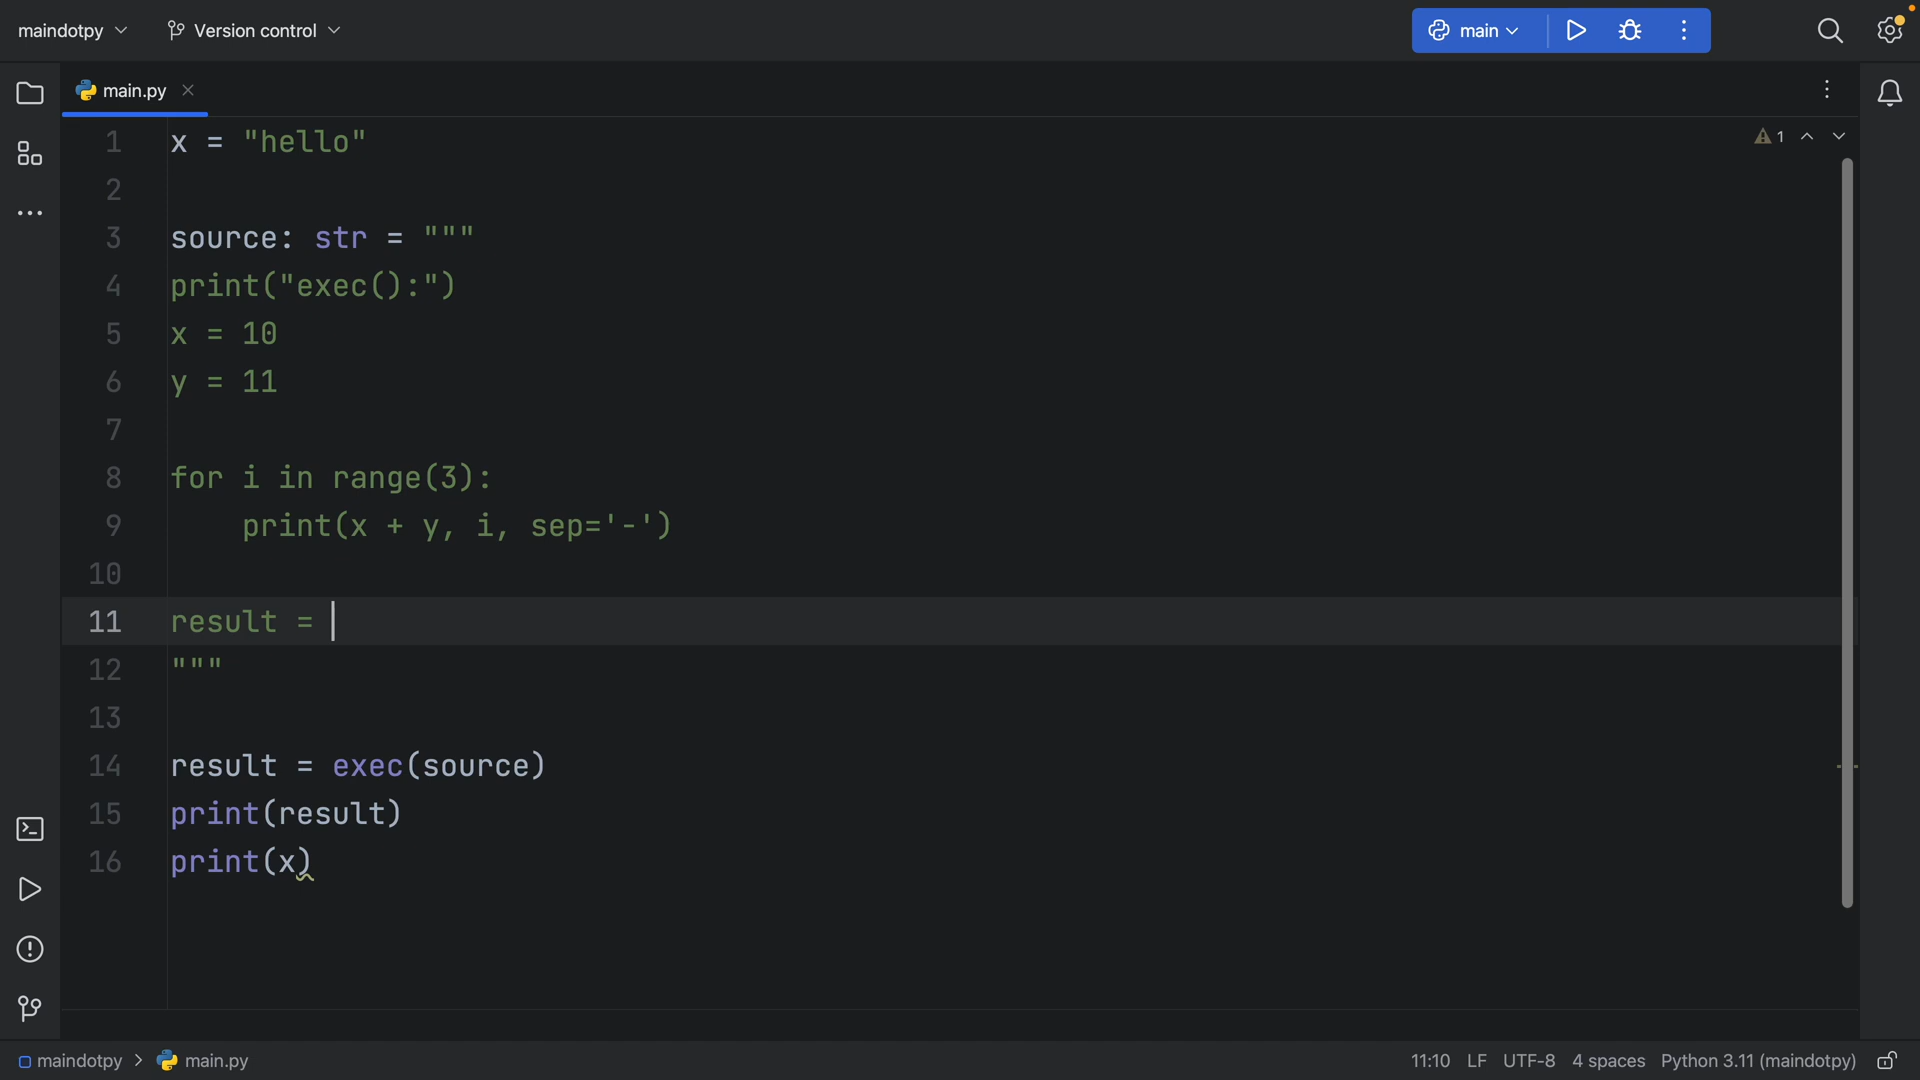 maindotpy Version control main
main.py
1 x = "hello"
1
2
3 source: str = """
4 print("exec():")
5 x = 10
6 y = 11
7
8 for i in range(3):
9     print(x + y, i, sep='-')
10
11 result =
12 """
13
14 result = exec(source)
15 print(result)
16 print(x)
maindotpy > main.py 11:10 LF UTF-8 4 spaces Python 3.11 (maindotpy)